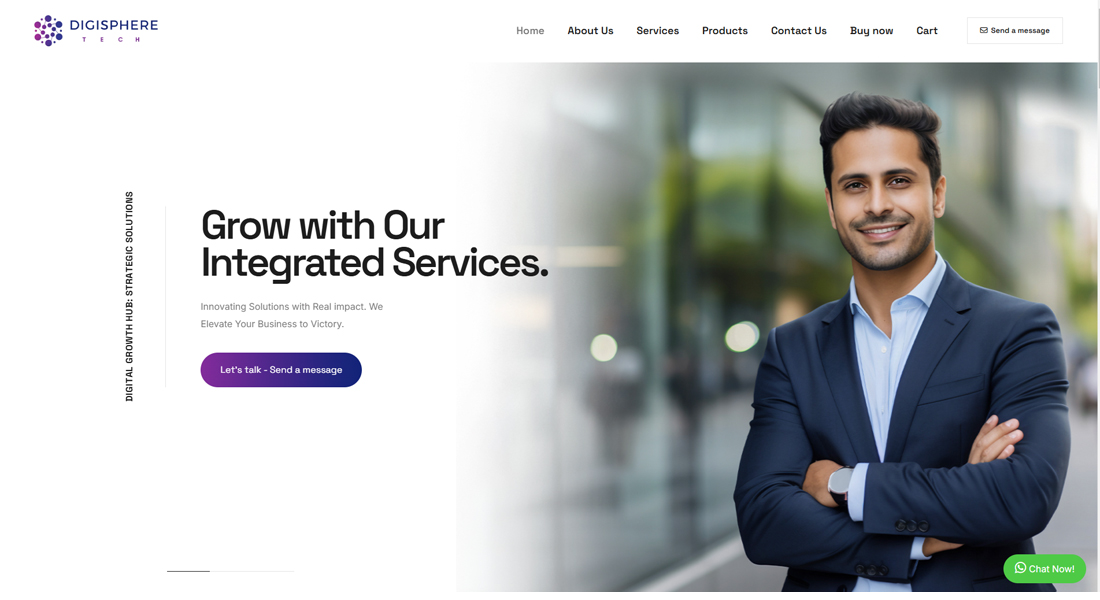 DIGISPHERE
TECH
Home
About Us
Services
Products
Contact Us
Buy now
Cart
Send a message
DIGITAL GROWTH HUB: STRATEGIC SOLUTIONS
Grow with Our
Integrated Services.
Innovating Solutions with Real impact. We
Elevate Your Business to Victory.
Let's talk - Send a message
Chat Now!